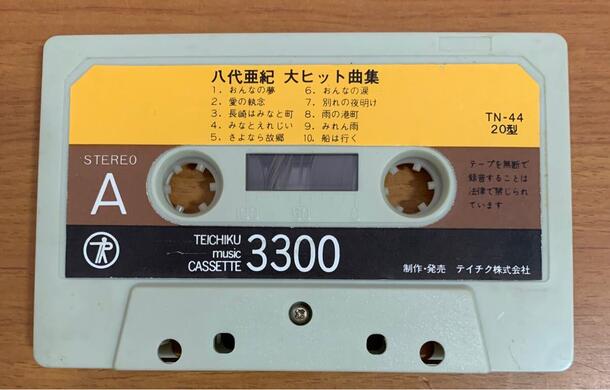 八代亜紀 大ヒット曲集
1. おんなの夢
2. 愛の執念
3. 長崎はみなと町
4. みなとえれじい
5. さよなら故郷
6. おんなの涙
7. 別れの夜明け
8. 雨の港町
9. みれん雨
10. 船は行く
TN-44
20型
STEREO
A
テープを無断で
録音することは
法律で禁じられ
ています
TEICHIKU
music
CASSETTE
3300
制作・発売 テイチク株式会社
100 50 0